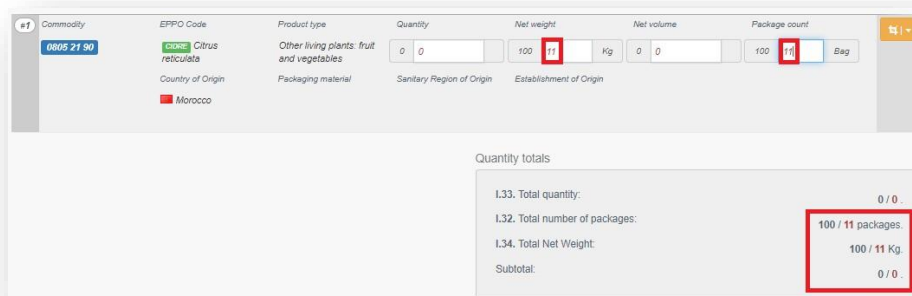 #1 Commodity EPPO Code Product type Quantity Net weight Net volume Package count
0805 21 90 CIDRE Citrus reticulata Other living plants: fruit and vegetables 0 0 100 11 Kg 0 0 100 11 Bag
Country of Origin Packaging material Sanitary Region of Origin Establishment of Origin
Morocco
Quantity totals
I.33. Total quantity: 0 / 0 .
I.32. Total number of packages: 100 / 11 packages.
I.34. Total Net Weight: 100 / 11 Kg.
Subtotal: 0 / 0 .